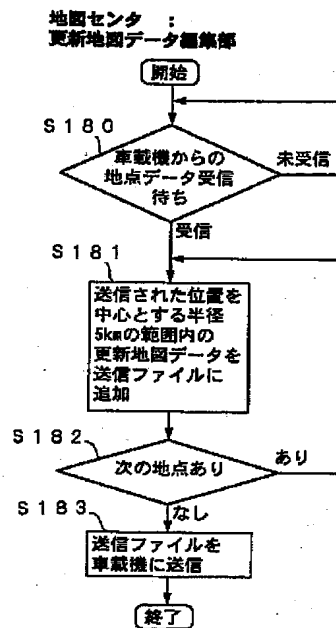 地図センタ :
更新地図データ編集部
開始
S180
車載機からの
地点データ受信
待ち
未受信
受信
S181
送信された位置を
中心とする半径
5kmの範囲内の
更新地図データを
送信ファイルに
追加
S182
次の地点あり
あり
なし
S183
送信ファイルを
車載機に送信
終了